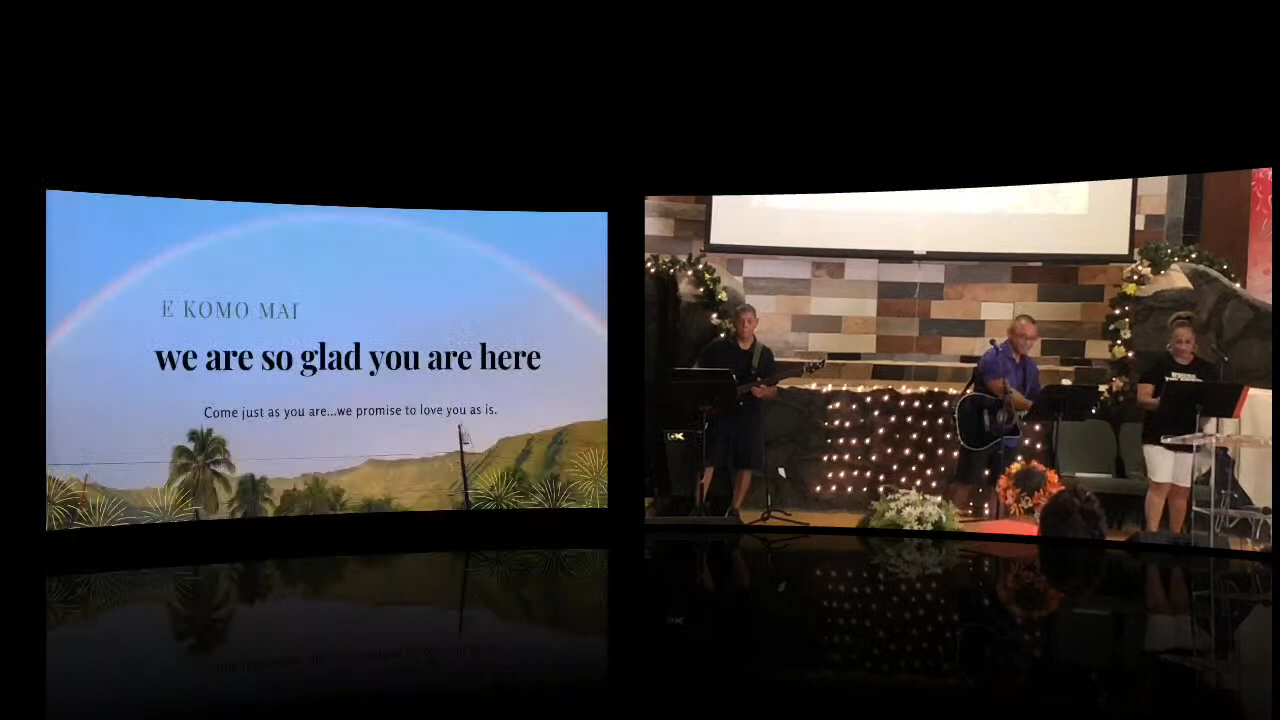 E KOMO MAI
we are so glad you are here
Come just as you are...we promise to love you as is.